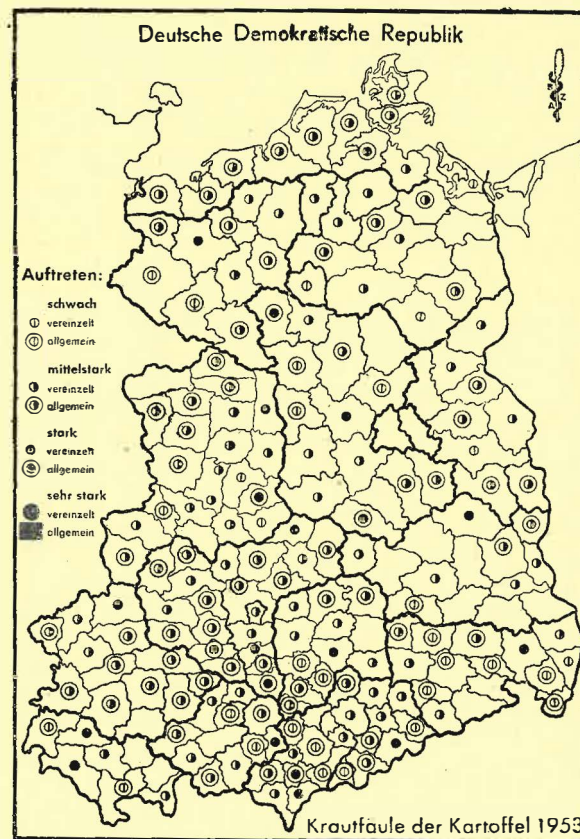 Deutsche Demokratische Republik
Auftreten:
schwach
vereinzelt
allgemein
mittelstark
vereinzelt
allgemein
stark
vereinzelt
allgemein
sehr stark
vereinzelt
allgemein
Krautfäule der Kartoffel 1953